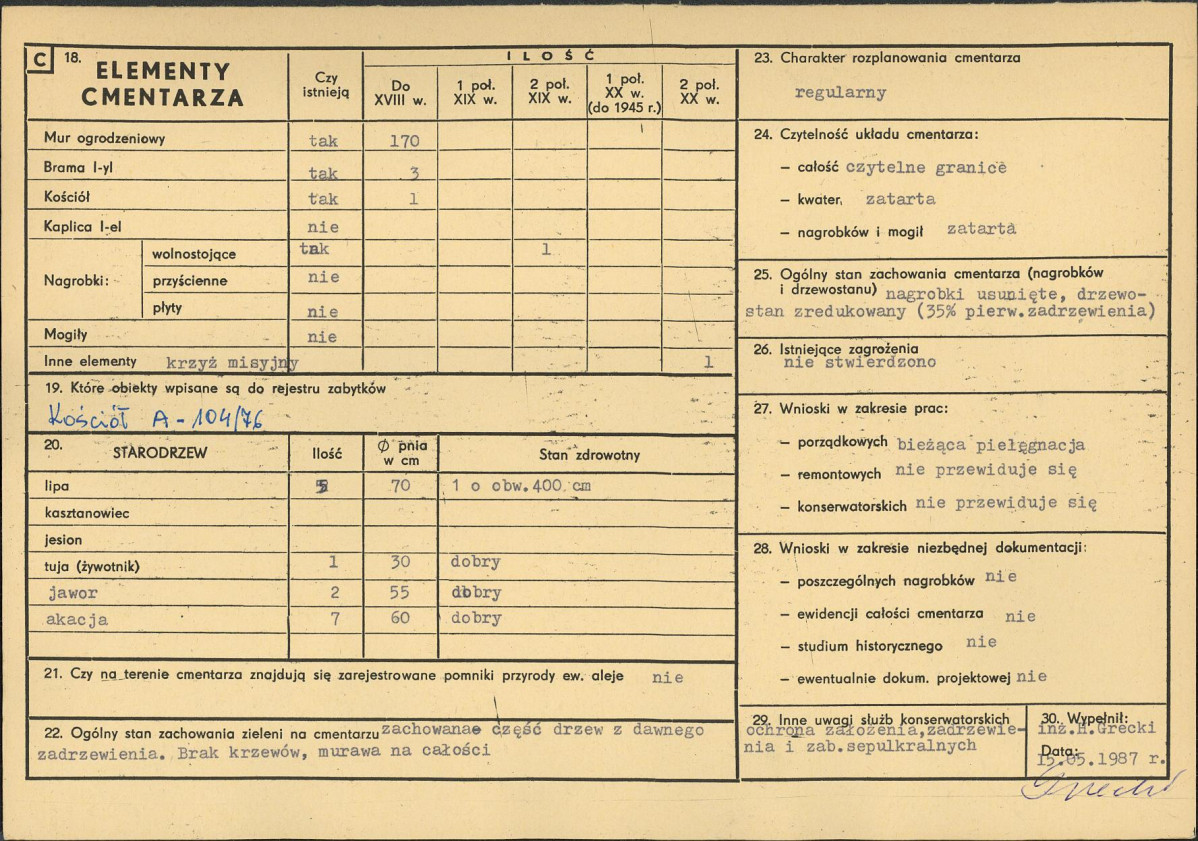 C 18. ELEMENTY CMENTARZA Czy istnieją ILOŚĆ
Do XVIII w. 1 poł. XIX w. 2 poł. XIX w. 1 poł. XX w. (do 1945 r.) 2 poł. XX w.
Mur ogrodzeniowy tak 170
Brama I-yl tak 3
Kościół tak 1
Kaplica I-el nie
Nagrobki: wolnostojące tak 1
przyścienne nie
płyty nie
Mogiły nie
Inne elementy krzyż misyjny 1
19. Które obiekty wpisane są do rejestru zabytków
Kościół A-104/76
20. STARODRZEW Ilość Ø pnia w cm Stan zdrowotny
lipa 70 1 o obw.400 cm
kasztanowiec
jesion
tuja (żywotnik) 1 30 dobry
jawor 2 55 dobry
akacja 7 60 dobry
21. Czy na terenie cmentarza znajdują się zarejestrowane pomniki przyrody ew. aleje nie
22. Ogólny stan zachowania zieleni na cmentarzu zachowana część drzew z dawnego
zadrzewienia. Brak krzewów, murawa na całości
23. Charakter rozplanowania cmentarza
regularny
24. Czytelność układu cmentarza:
– całość czytelne granice
– kwater, zatarta
– nagrobków i mogił zatarta
25. Ogólny stan zachowania cmentarza (nagrobków
i drzewostanu) nagrobki usunięte, drzewo-
stan zredukowany (35% pierw.zadrzewienia)
26. Istniejące zagrożenia
nie stwierdzono
27. Wnioski w zakresie prac:
– porządkowych bieżąca pielęgnacja
– remontowych nie przewiduje się
– konserwatorskich nie przewiduje się
28. Wnioski w zakresie niezbędnej dokumentacji:
– poszczególnych nagrobków nie
– ewidencji całości cmentarza nie
– studium historycznego nie
– ewentualnie dokum. projektowej nie
29. Inne uwagi służb konserwatorskich
ochrona założenia,zadrzewie-
nia i zab.sepulkralnych
30. Wypełnił:
inż.H.Grecki
Data:
15.05.1987 r.